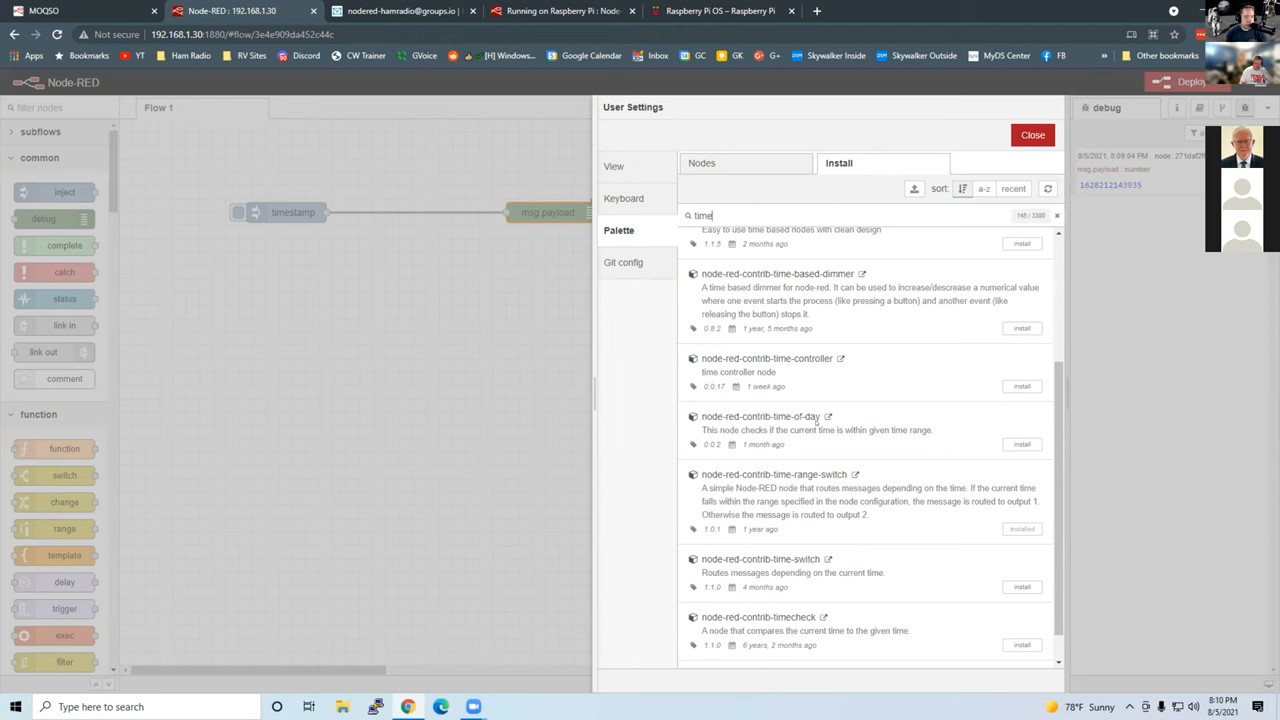 MOQSO
Node-RED: 192.168.1.30
nodered-hamradio@groups.io |
Running on Raspberry Pi : Node-
Raspberry Pi OS – Raspberry Pi
Not secure | 192.168.1.30:1880/#flow/3e4e909da452c44c
Apps
Bookmarks
YT
Ham Radio
RV Sites
CW Trainer
GVoice
[H] Windows...
Google Calendar
Inbox
GK
G+
Skywalker Inside
Skywalker Outside
MyDS Center
Roadtrip
Node-RED
Deploy
filter nodes
Flow 1
User Settings
debug
subflows
Close
common
View
Nodes
Install
8/5/2021, 8:09:04 PM
msg.payload : number
1628212143935
inject
Keyboard
sort:
a-z
recent
debug
timestamp
msg.payload
Palette
time
145 / 3390
complete
Git config
Easy to use time based nodes with clean design
1.1.5 2 months ago
install
catch
node-red-contrib-time-based-dimmer
A time based dimmer for node-red. It can be used to increase/descrease a numerical value
where one event starts the process (like pressing a button) and another event (like
releasing the button) stops it.
0.8.2 1 year, 5 months ago
install
status
link in
link out
comment
node-red-contrib-time-controller
time controller node
0.0.17 1 week ago
install
function
node-red-contrib-time-of-day
This node checks if the current time is within given time range.
0.0.2 1 month ago
install
function
switch
node-red-contrib-time-range-switch
A simple Node-RED node that routes messages depending on the time. If the current time
falls within the range specified in the node configuration, the message is routed to output 1.
Otherwise the message is routed to output 2.
1.0.1 1 year ago
installed
change
range
template
node-red-contrib-time-switch
Routes messages depending on the current time.
1.1.0 4 months ago
install
delay
trigger
node-red-contrib-timecheck
A node that compares the current time to the given time.
1.1.0 6 years, 2 months ago
install
exec
filter
Type here to search
78°F Sunny
8:10 PM
8/5/2021